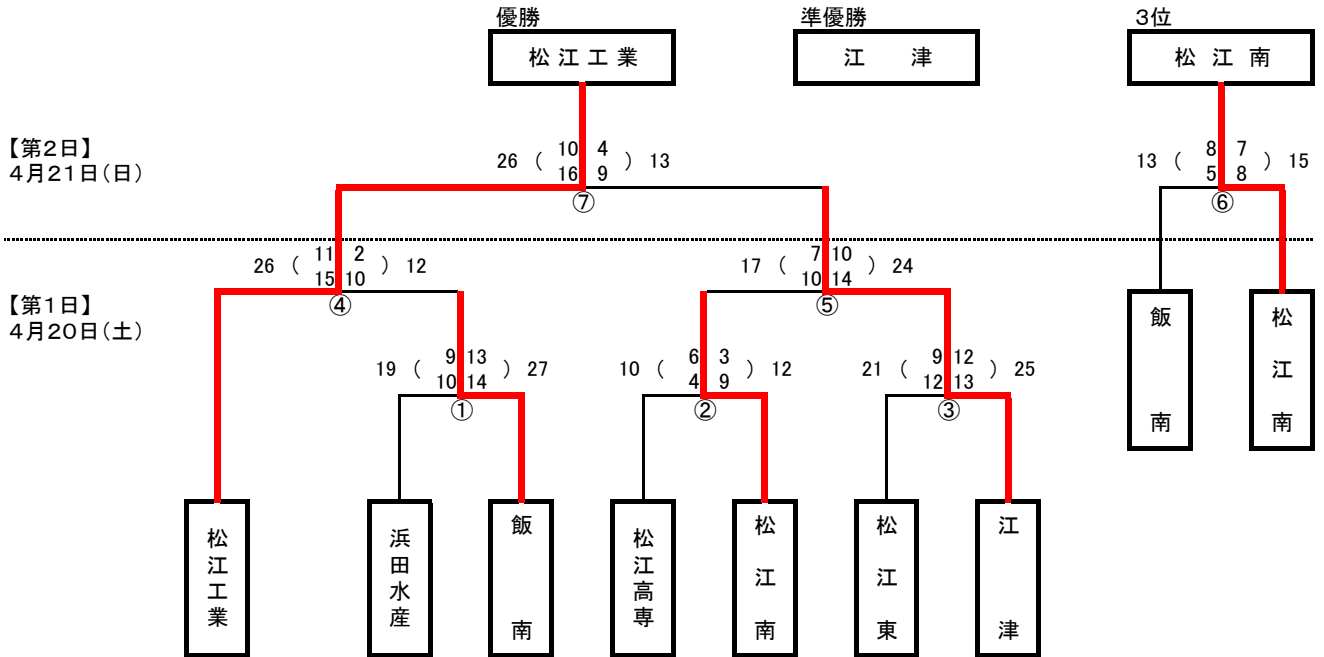 優勝 準優勝 3位
松江工業 江津 松江南
【第2日】
4月21日(日)
26 ( 10 4 ) 13
16 9
⑦
13 ( 8 7 ) 15
5 8
⑥
26 ( 11 2 ) 12
15 10
④
17 ( 7 10 ) 24
10 14
⑤
【第1日】
4月20日(土)
飯南
松江南
19 ( 9 13 ) 27
10 14
①
10 ( 6 3 ) 12
4 9
②
21 ( 9 12 ) 25
12 13
③
松江工業
浜田水産
飯南
松江高専
松江南
松江東
江津